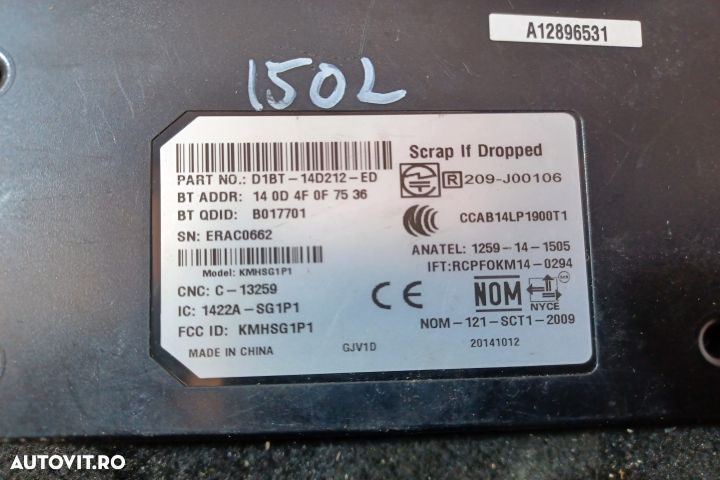 A12896531
150L
Scrap If Dropped
PART NO.: D1BT-14D212-ED
R 209-J00106
BT ADDR: 14 0D 4F 0F 75 36
BT QDID: B017701
CCAB14LP1900T1
SN: ERAC0662
ANATEL: 1259-14-1505
IFT:RCPFOKM14-0294
Model: KMHSG1P1
CNC: C-13259
CE
NOM
NYCE
IC: 1422A-SG1P1
FCC ID: KMHSG1P1
NOM-121-SCT1-2009
MADE IN CHINA
GJV1D
20141012
AUTOVIT.RO